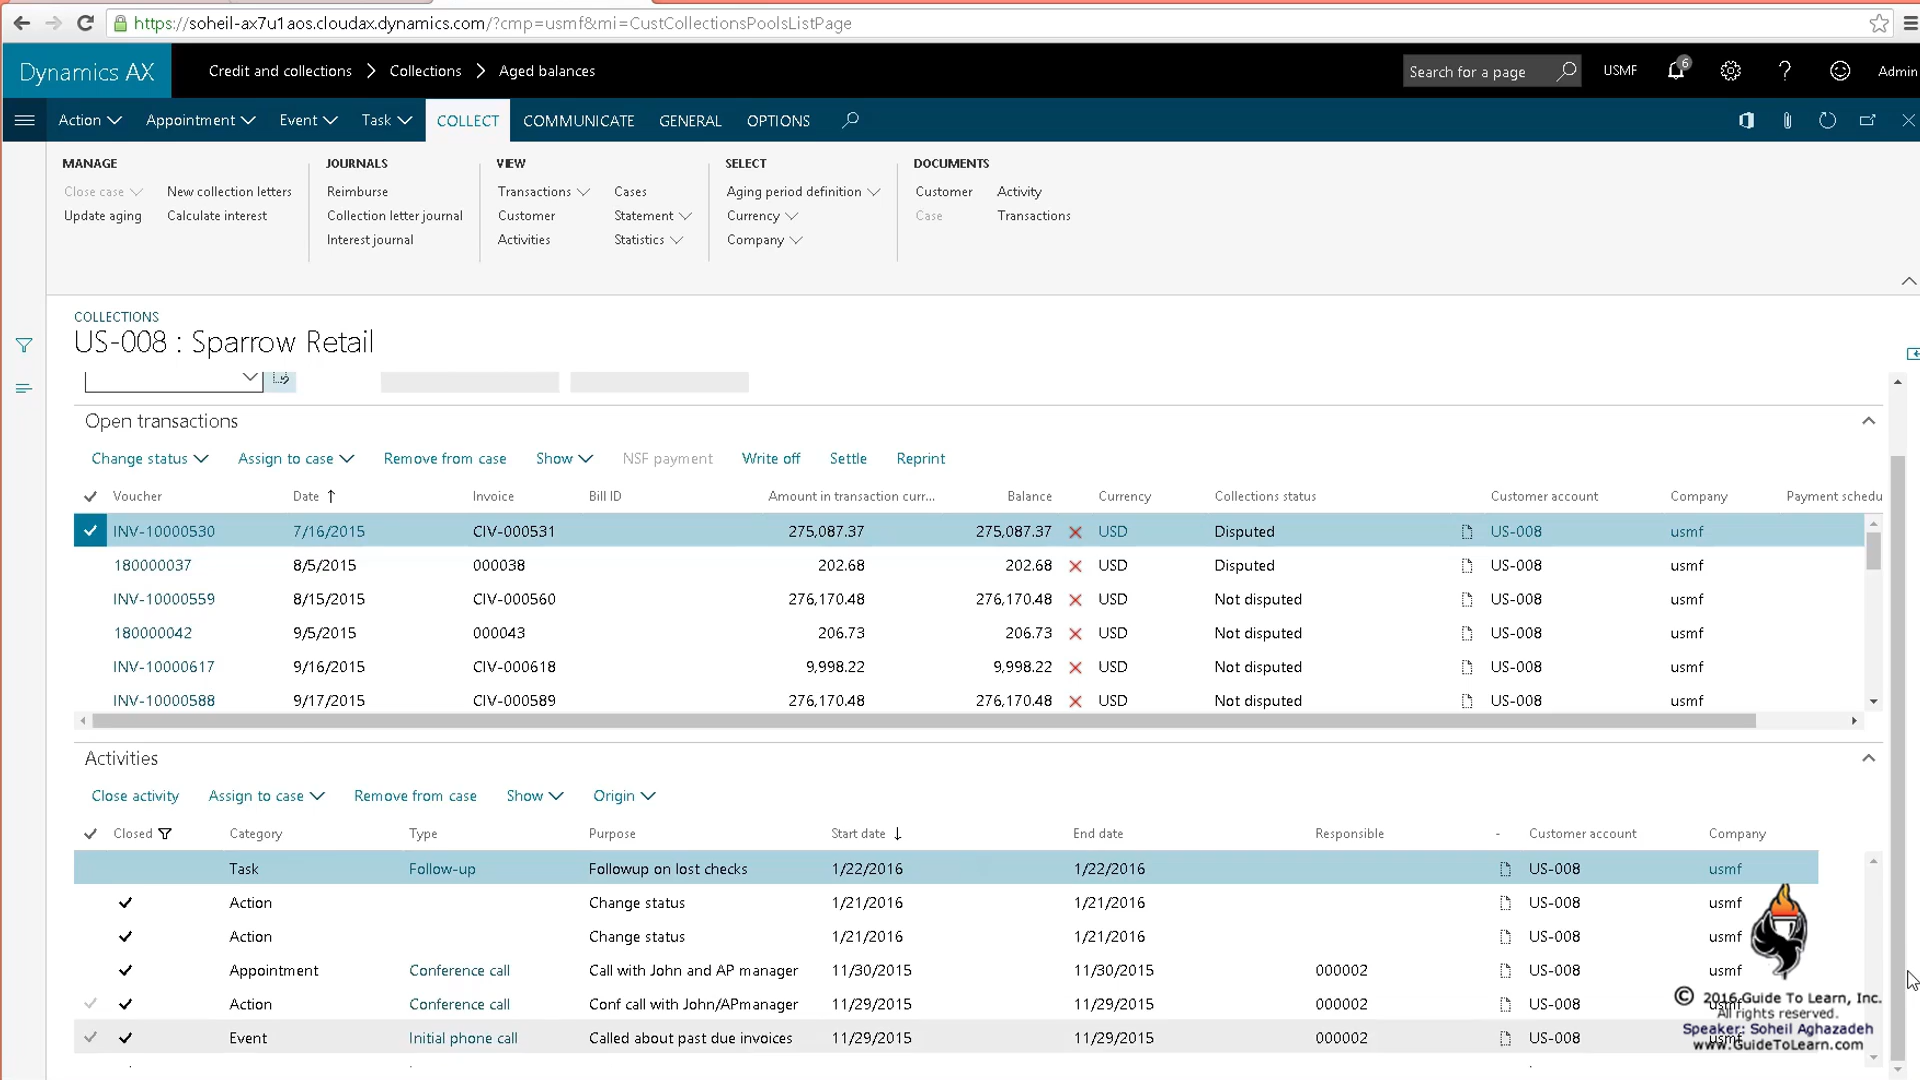 https://soheil-ax7u1aos.cloudax.dynamics.com/?cmp=usmf&mi=CustCollectionsPoolsListPage
Dynamics AX Credit and collections Collections Aged balances Search for a page USMF 6 ? Admin
Action Appointment Event Task COLLECT COMMUNICATE GENERAL OPTIONS
MANAGE JOURNALS VIEW SELECT DOCUMENTS
Close case New collection letters Reimburse Transactions Cases Aging period definition Customer Activity
Update aging Calculate interest Collection letter journal Customer Statement Currency Case Transactions
Interest journal Activities Statistics Company
COLLECTIONS
US-008 : Sparrow Retail
Open transactions
Change status Assign to case Remove from case Show NSF payment Write off Settle Reprint
Voucher Date Invoice Bill ID Amount in transaction curr... Balance Currency Collections status Customer account Company Payment schedu
INV-10000530 7/16/2015 CIV-000531 275,087.37 275,087.37 USD Disputed US-008 usmf
180000037 8/5/2015 000038 202.68 202.68 USD Disputed US-008 usmf
INV-10000559 8/15/2015 CIV-000560 276,170.48 276,170.48 USD Not disputed US-008 usmf
180000042 9/5/2015 000043 206.73 206.73 USD Not disputed US-008 usmf
INV-10000617 9/16/2015 CIV-000618 9,998.22 9,998.22 USD Not disputed US-008 usmf
INV-10000588 9/17/2015 CIV-000589 276,170.48 276,170.48 USD Not disputed US-008 usmf
Activities
Close activity Assign to case Remove from case Show Origin
Closed Category Type Purpose Start date End date Responsible - Customer account Company
Task Follow-up Followup on lost checks 1/22/2016 1/22/2016 US-008 usmf
Action Change status 1/21/2016 1/21/2016 US-008 usmf
Action Change status 1/21/2016 1/21/2016 US-008 usmf
Appointment Conference call Call with John and AP manager 11/30/2015 11/30/2015 000002 US-008 usmf
Action Conference call Conf call with John/APmanager 11/29/2015 11/29/2015 000002 US-008 usmf
Event Initial phone call Called about past due invoices 11/29/2015 11/29/2015 000002 US-008 usmf
© 2016 Guide To Learn, Inc.
All rights reserved.
Speaker: Soheil Aghazadeh
www.GuideToLearn.com